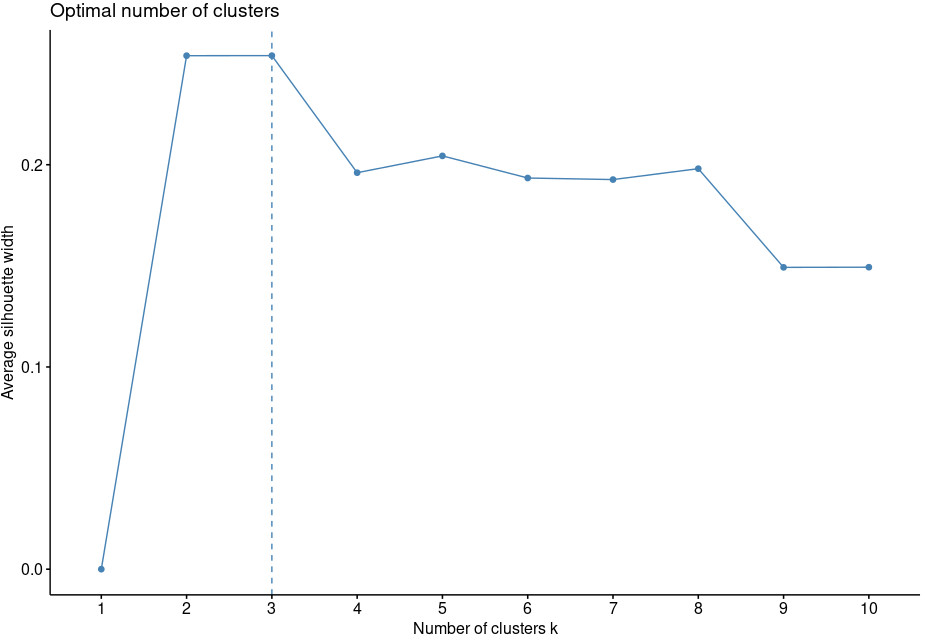 Optimal number of clusters
Average silhouette width
0.2
0.1
0.0
1 2 3 4 5 6 7 8 9 10
Number of clusters k